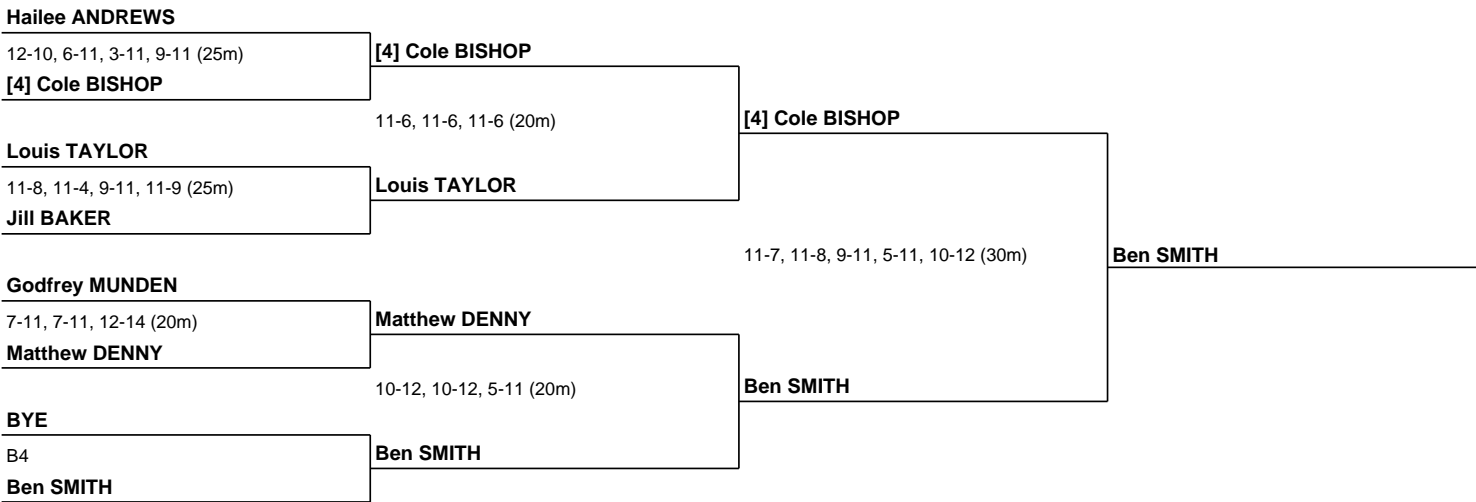 Hailee ANDREWS
12-10, 6-11, 3-11, 9-11 (25m)
[4] Cole BISHOP
[4] Cole BISHOP
11-6, 11-6, 11-6 (20m)
[4] Cole BISHOP
Louis TAYLOR
11-8, 11-4, 9-11, 11-9 (25m)
Louis TAYLOR
Jill BAKER
11-7, 11-8, 9-11, 5-11, 10-12 (30m)
Ben SMITH
Godfrey MUNDEN
7-11, 7-11, 12-14 (20m)
Matthew DENNY
Matthew DENNY
10-12, 10-12, 5-11 (20m)
Ben SMITH
BYE
B4
Ben SMITH
Ben SMITH